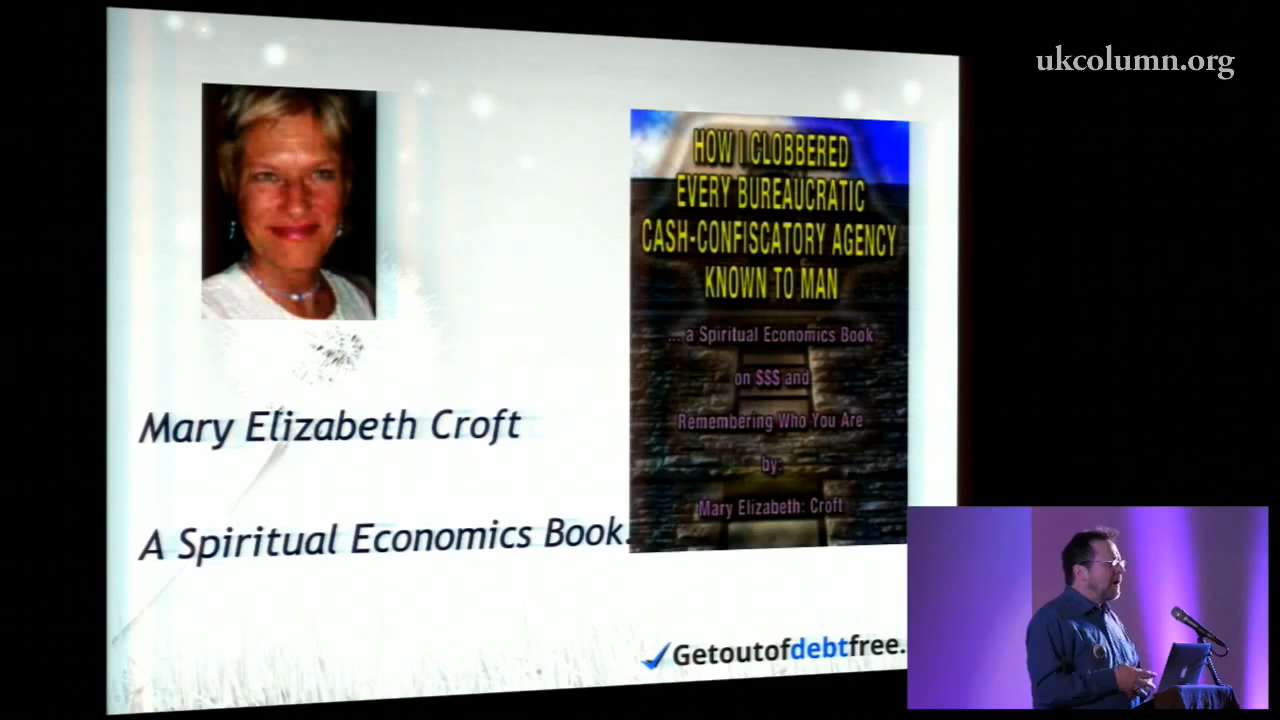 ukcolumn.org
HOW I CLOBBERED
EVERY BUREAUCRATIC
CASH-CONFISCATORY AGENCY
KNOWN TO MAN
... a Spiritual Economics Book
on $$$ and
Remembering Who You Are
by:
Mary Elizabeth: Croft
Mary Elizabeth Croft
A Spiritual Economics Book.
Getoutofdebtfree.